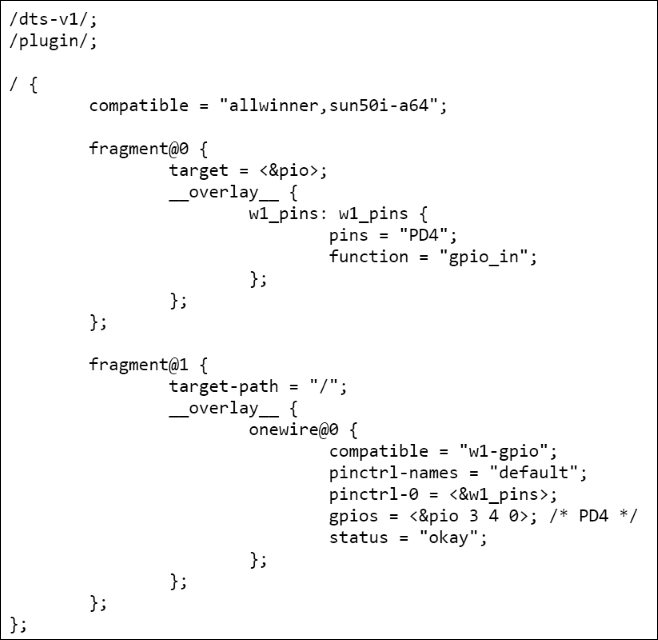 /dts-v1/;
/plugin/;

/ {
        compatible = "allwinner,sun50i-a64";

        fragment@0 {
                target = <&pio>;
                __overlay__ {
                        w1_pins: w1_pins {
                                pins = "PD4";
                                function = "gpio_in";
                        };
                };
        };

        fragment@1 {
                target-path = "/";
                __overlay__ {
                        onewire@0 {
                                compatible = "w1-gpio";
                                pinctrl-names = "default";
                                pinctrl-0 = <&w1_pins>;
                                gpios = <&pio 3 4 0>; /* PD4 */
                                status = "okay";
                        };
                };
        };
};